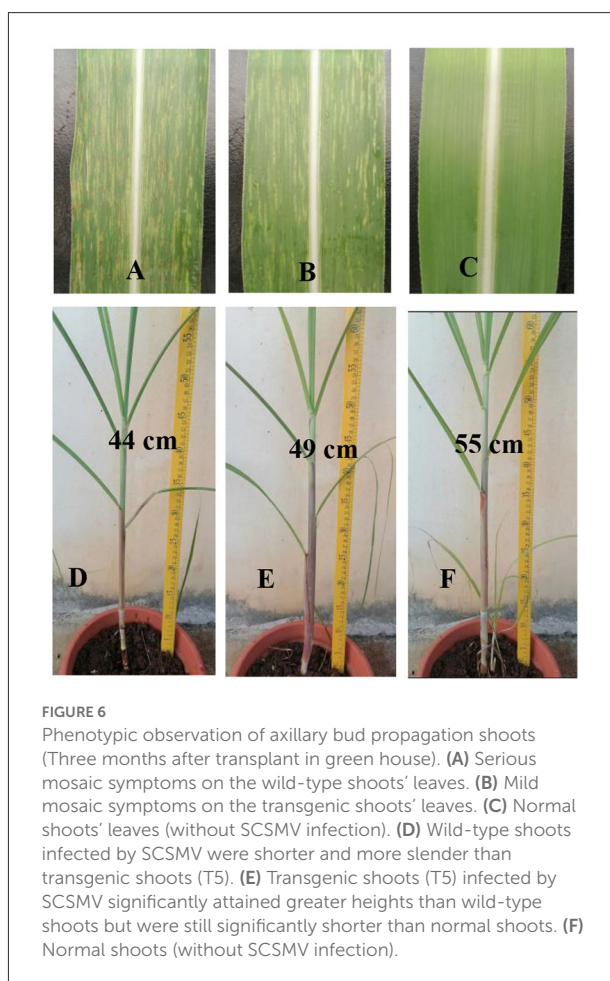 A
B
C
44 cm
49 cm
55 cm
D
E
F
FIGURE 6
Phenotypic observation of axillary bud propagation shoots
(Three months after transplant in green house). (A) Serious
mosaic symptoms on the wild-type shoots' leaves. (B) Mild
mosaic symptoms on the transgenic shoots' leaves. (C) Normal
shoots' leaves (without SCSMV infection). (D) Wild-type shoots
infected by SCSMV were shorter and more slender than
transgenic shoots (T5). (E) Transgenic shoots (T5) infected by
SCSMV significantly attained greater heights than wild-type
shoots but were still significantly shorter than normal shoots. (F)
Normal shoots (without SCSMV infection).